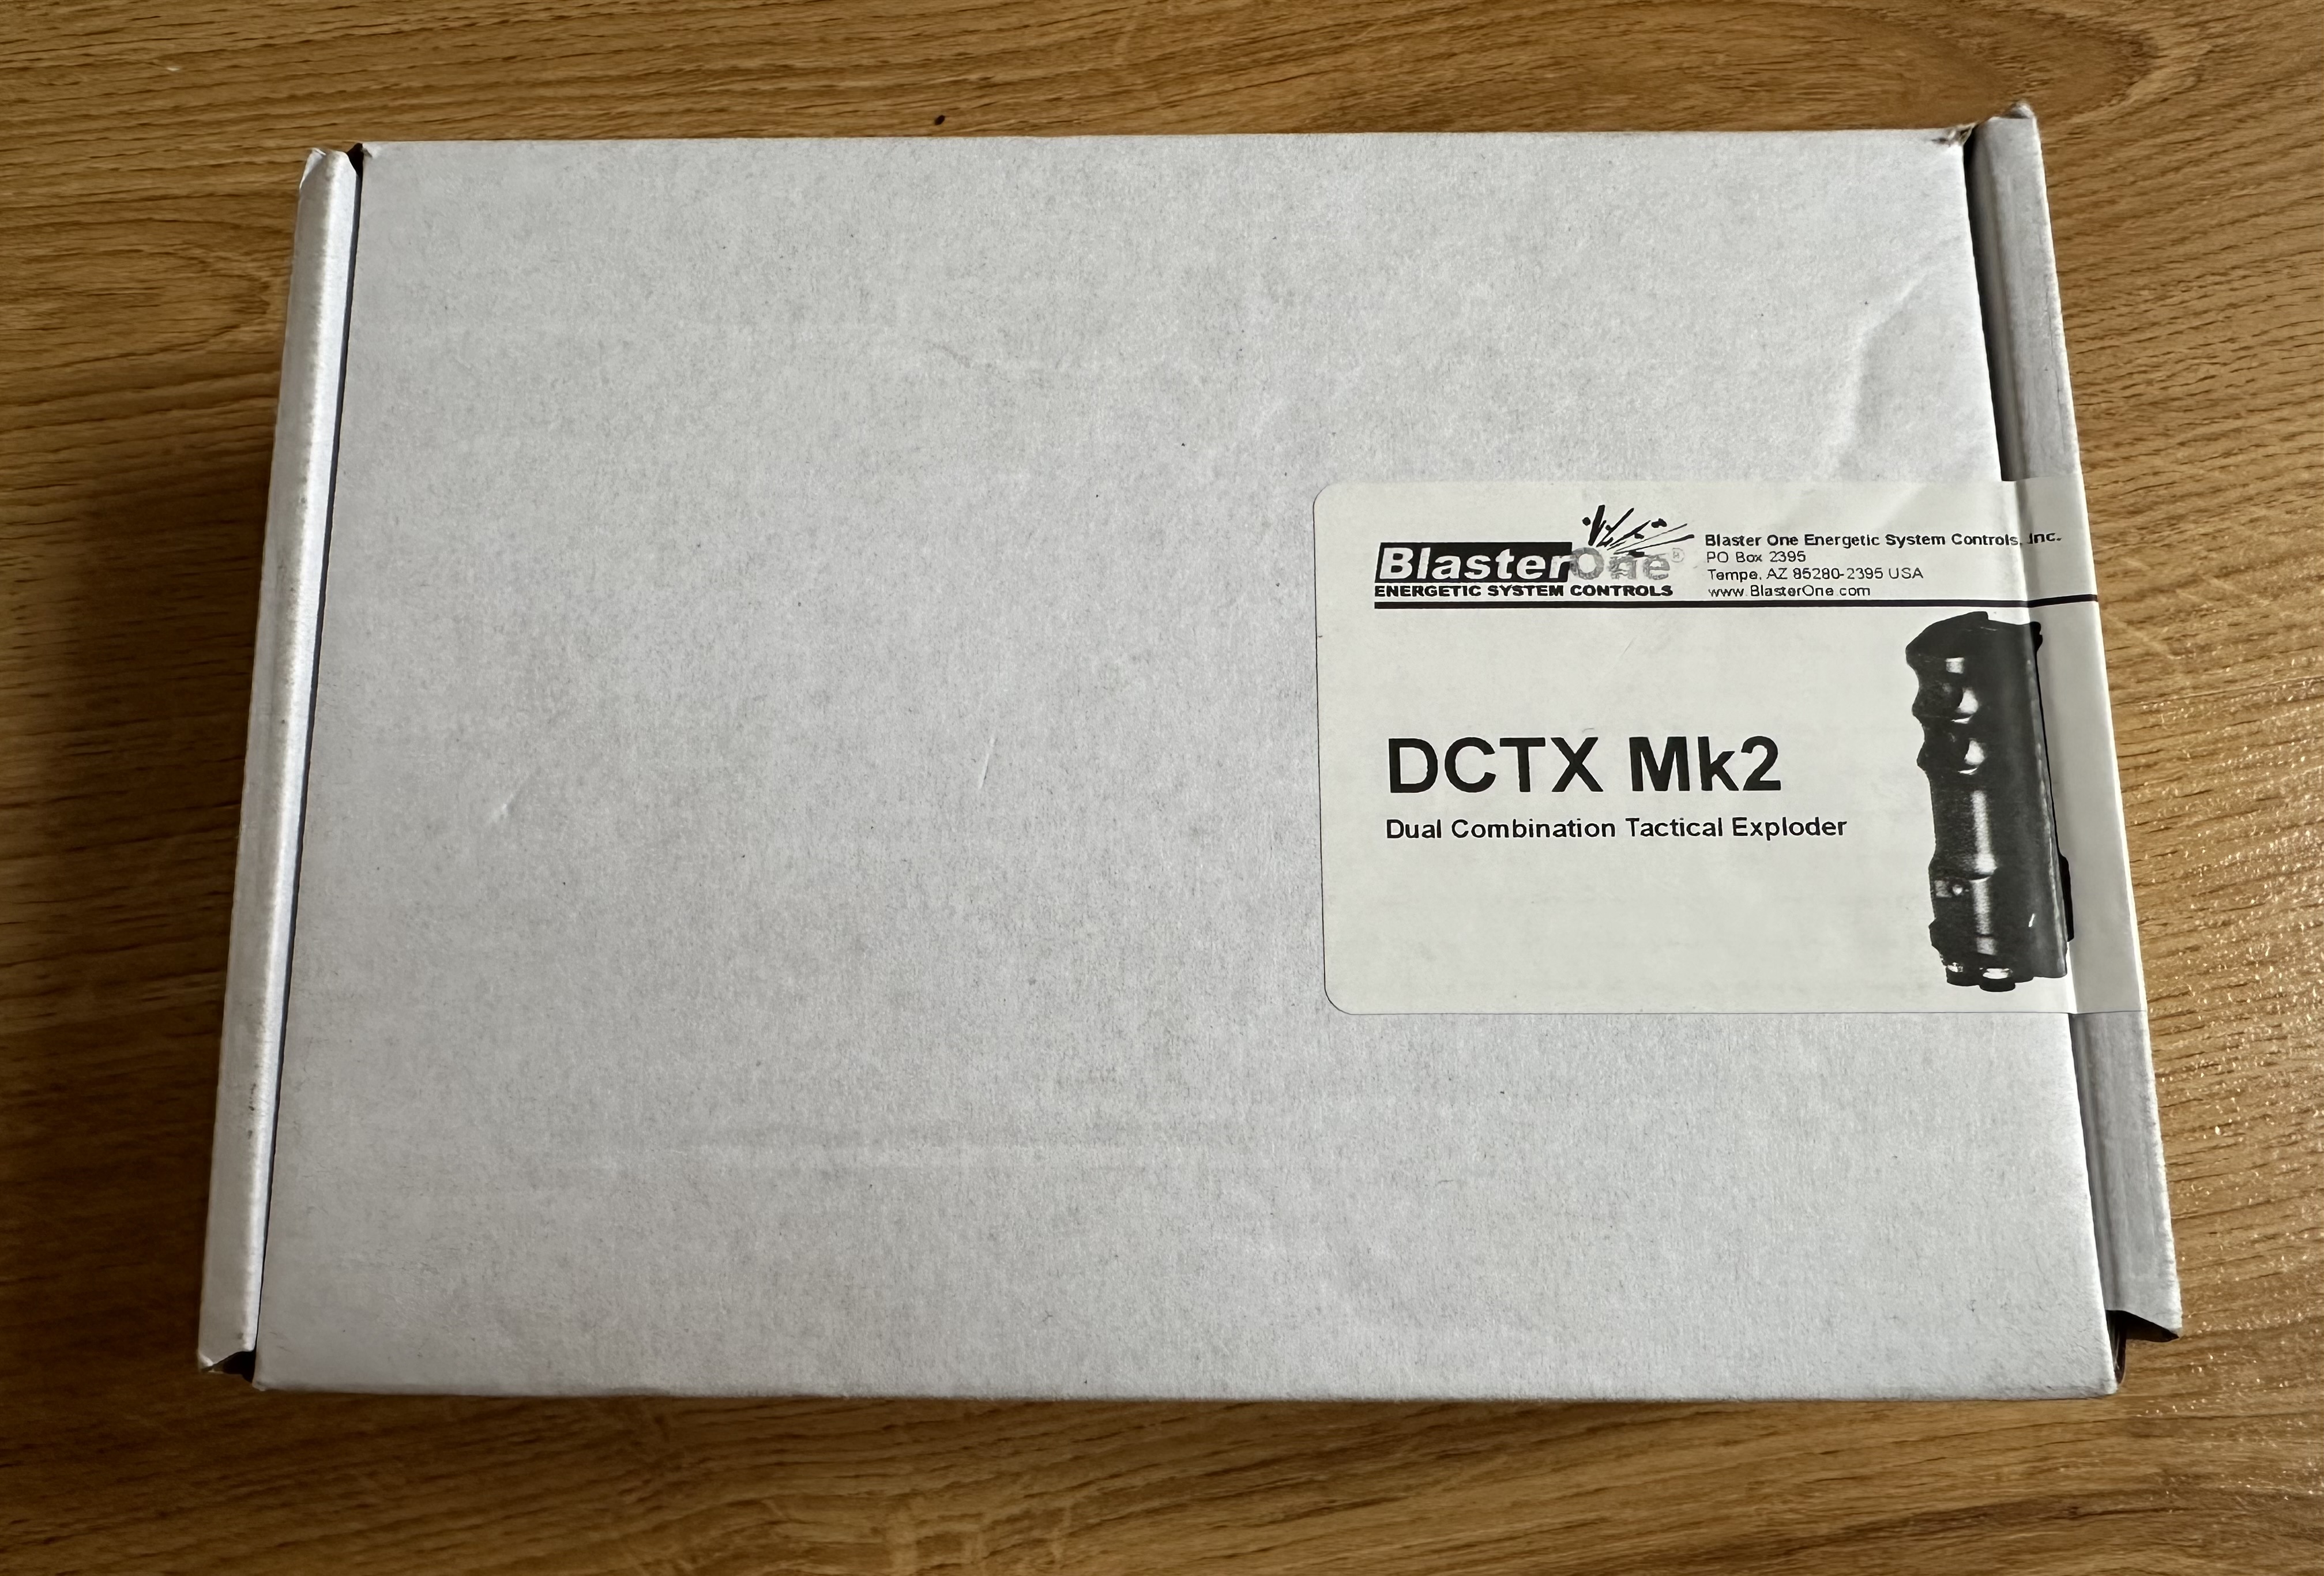 BlasterOne®
ENERGETIC SYSTEM CONTROLS
Blaster One Energetic System Controls, Inc.
PO Box 2395
Tempe, AZ 85280-2395 USA
www.BlasterOne.com
DCTX Mk2
Dual Combination Tactical Exploder